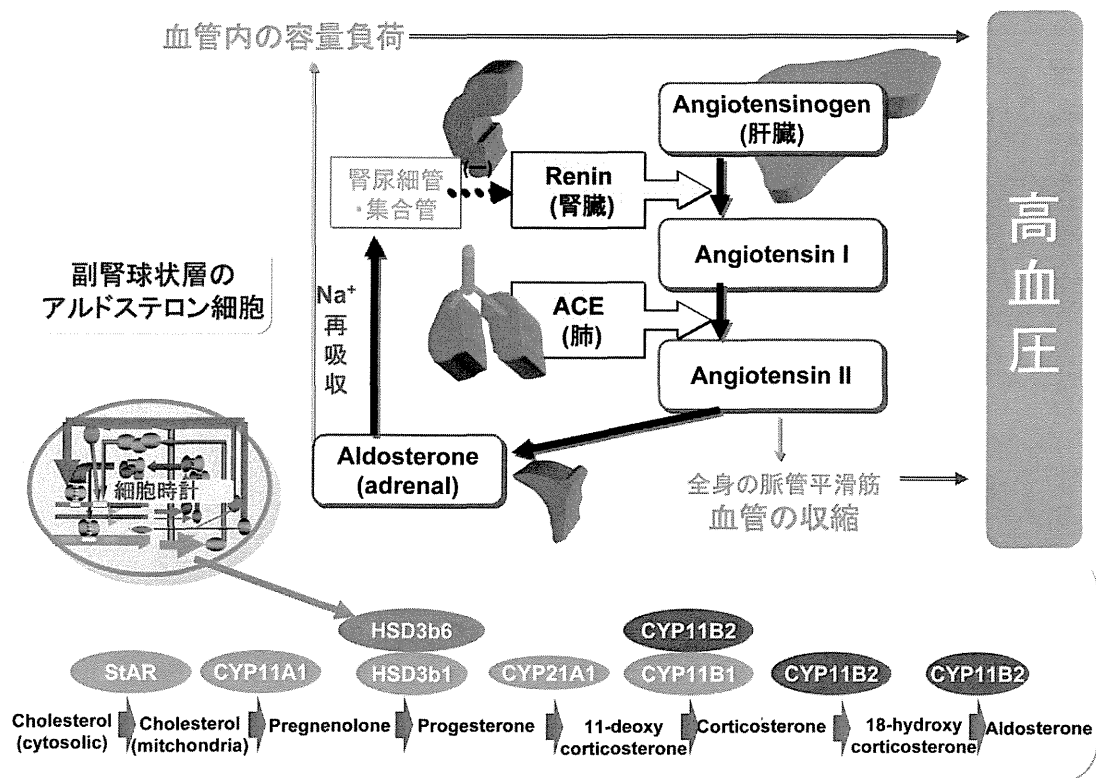 血管内の容量負荷
高血圧
Angiotensinogen
(肝臓)
(−)
腎尿細管
・集合管
Renin
(腎臓)
Angiotensin I
副腎球状層の
アルドステロン細胞
Na⁺
再吸収
ACE
(肺)
Angiotensin II
Aldosterone
(adrenal)
細胞時計
全身の脈管平滑筋
血管の収縮
HSD3b6
CYP11B2
StAR
CYP11A1
HSD3b1
CYP21A1
CYP11B1
CYP11B2
CYP11B2
Cholesterol
(cytosolic)
Cholesterol
(mitchondria)
Pregnenolone
Progesterone
11-deoxy
corticosterone
Corticosterone
18-hydroxy
corticosterone
Aldosterone